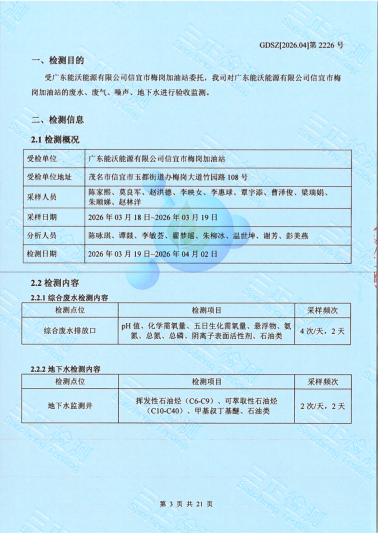 GDSZ[2026.04]第 2226 号
一、检测目的
受广东能沃能源有限公司信宜市梅岗加油站委托，我司对广东能沃能源有限公司信宜市梅
岗加油站的废水、废气、噪声、地下水进行验收监测。
二、检测信息
2.1 检测概况
受检单位 广东能沃能源有限公司信宜市梅岗加油站
受检单位地址 茂名市信宜市玉都街道办梅岗大道竹园路 108 号
采样人员 陈家熙、莫良军、赵洪德、李映女、李惠球、覃宇添、曹泽俊、梁瑞娟、
朱顺娣、赵林洋
采样日期 2026 年 03 月 18 日~2026 年 03 月 19 日
分析人员 陈咏琪、谭燚、李敏荟、翟梦瑶、朱柳冰、温世坤、谢芳、彭美燕
检测日期 2026 年 03 月 19 日~2026 年 04 月 02 日
2.2 检测内容
2.2.1 综合废水检测内容
检测点位 检测项目 采样频次
综合废水排放口 pH 值、化学需氧量、五日生化需氧量、悬浮物、氨
氮、总氮、总磷、阴离子表面活性剂、石油类 4 次/天，2 天
2.2.2 地下水检测内容
检测点位 检测项目 采样频次
地下水监测井 挥发性石油烃（C6-C9）、可萃取性石油烃
（C10-C40）、甲基叔丁基醚、石油类 2 次/天，2 天
第 3 页 共 21 页